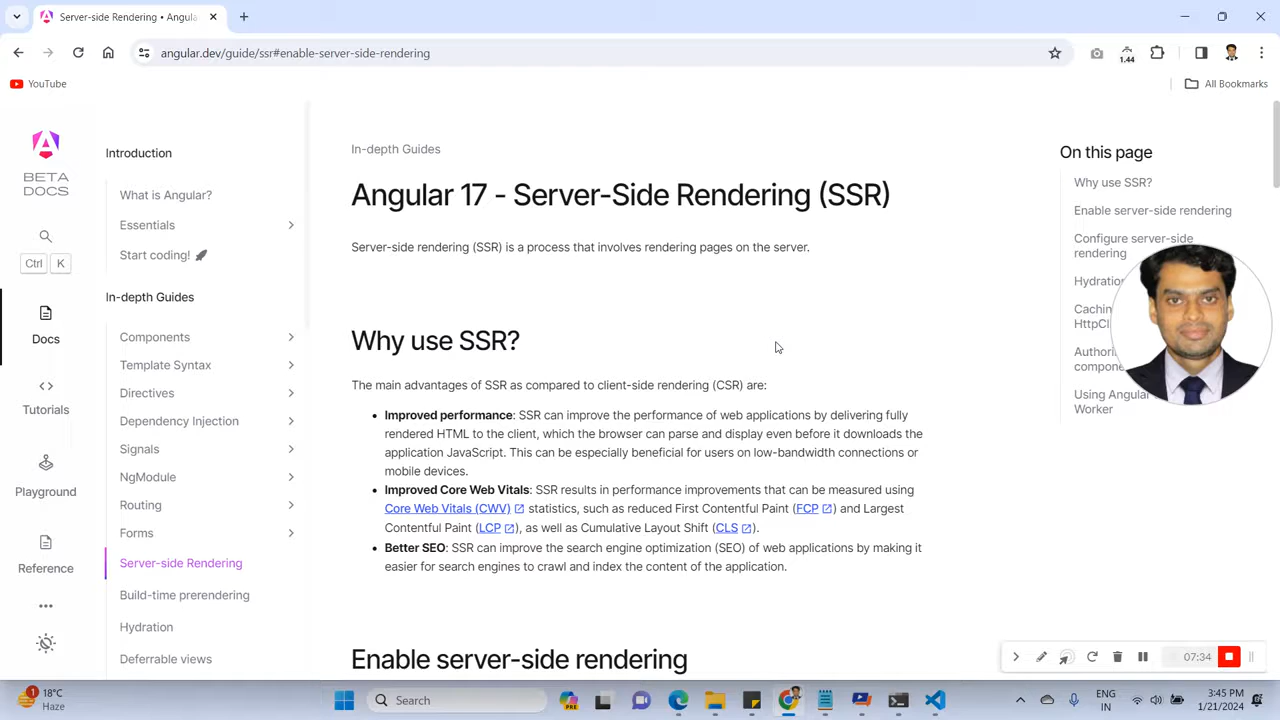 Server-side Rendering • Angula
angular.dev/guide/ssr#enable-server-side-rendering
1.44
YouTube
All Bookmarks
BETA
DOCS
Ctrl
K
Docs
Tutorials
Playground
Reference
Introduction
What is Angular?
Essentials
Start coding! 🚀
In-depth Guides
Components
Template Syntax
Directives
Dependency Injection
Signals
NgModule
Routing
Forms
Server-side Rendering
Build-time prerendering
Hydration
Deferrable views
In-depth Guides
Angular 17 - Server-Side Rendering (SSR)
Server-side rendering (SSR) is a process that involves rendering pages on the server.
Why use SSR?
The main advantages of SSR as compared to client-side rendering (CSR) are:
• Improved performance: SSR can improve the performance of web applications by delivering fully
rendered HTML to the client, which the browser can parse and display even before it downloads the
application JavaScript. This can be especially beneficial for users on low-bandwidth connections or
mobile devices.
• Improved Core Web Vitals: SSR results in performance improvements that can be measured using
Core Web Vitals (CWV) statistics, such as reduced First Contentful Paint (FCP) and Largest
Contentful Paint (LCP), as well as Cumulative Layout Shift (CLS).
• Better SEO: SSR can improve the search engine optimization (SEO) of web applications by making it
easier for search engines to crawl and index the content of the application.
Enable server-side rendering
On this page
Why use SSR?
Enable server-side rendering
Configure server-side
rendering
Hydration
Cachin
HttpCl
Authori
compone
Using Angular
Worker
07:34
1
18°C
Haze
Search
PRE
ENG
IN
3:45 PM
1/21/2024